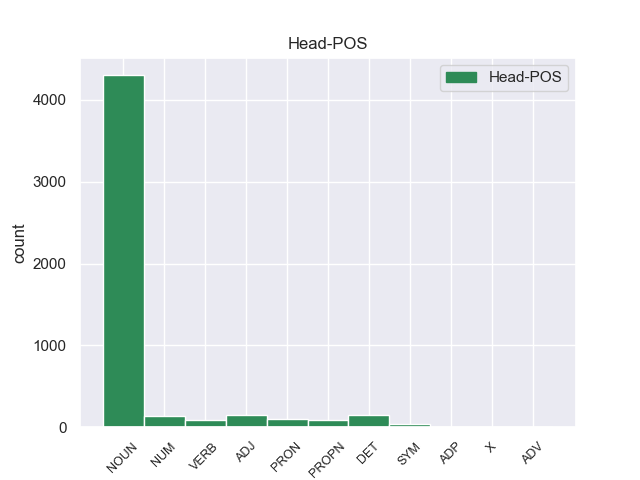 Head-POS
Head-POS
4000
3000
2000
1000
0
count
NOUN
NUM
VERB
ADJ
PRON
PROPN
DET
SYM
ADP
X
ADV